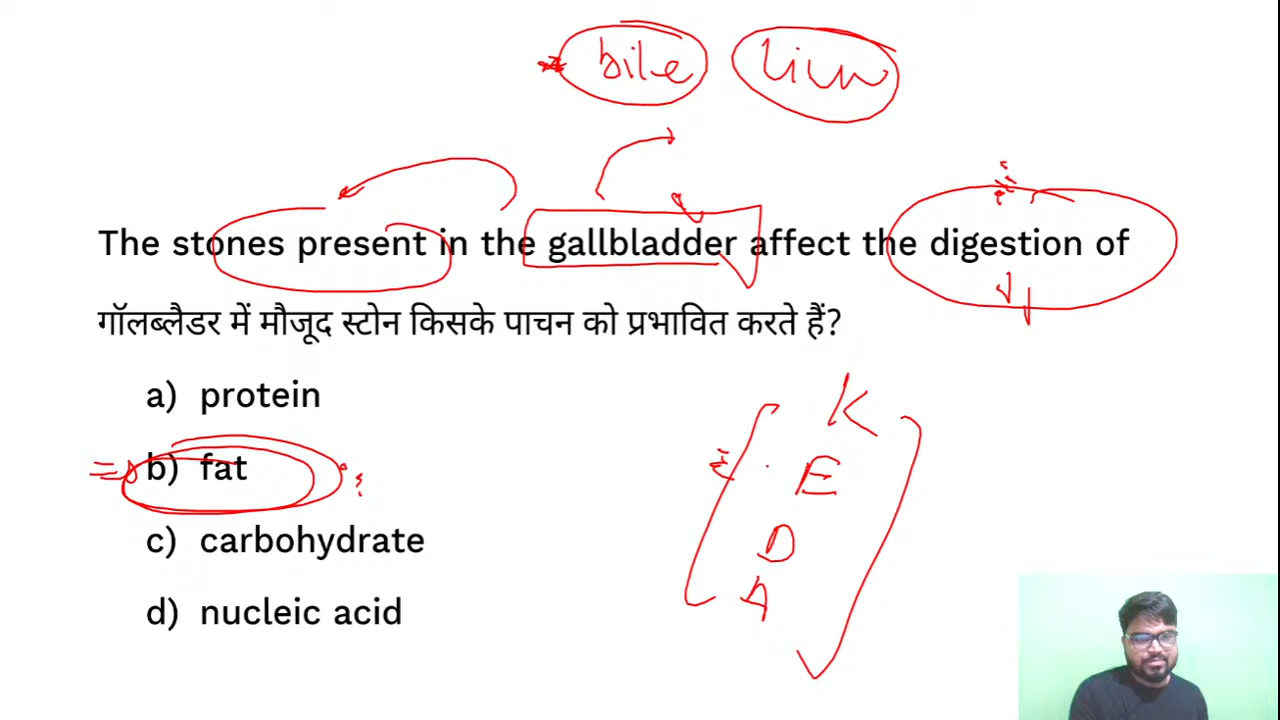 bile liver
The stones present in the gallbladder affect the digestion of
गॉलब्लैडर में मौजूद स्टोन किसके पाचन को प्रभावित करते हैं?
a) protein
b) fat
c) carbohydrate
d) nucleic acid
K
E
D
A